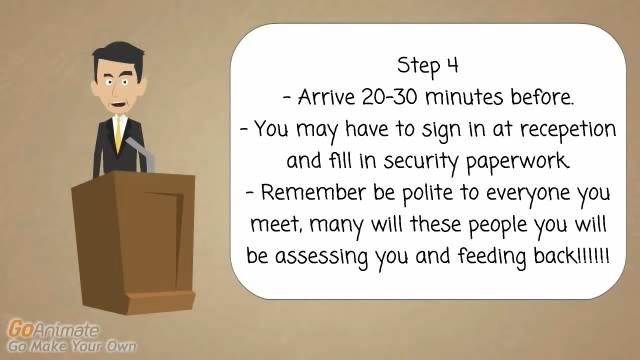 Step 4
- Arrive 20-30 minutes before.
- You may have to sign in at recepetion
and fill in security paperwork.
- Remember be polite to everyone you
meet, many will these people you will
be assessing you and feeding back!!!!!!
GoAnimate
Go Make Your Own